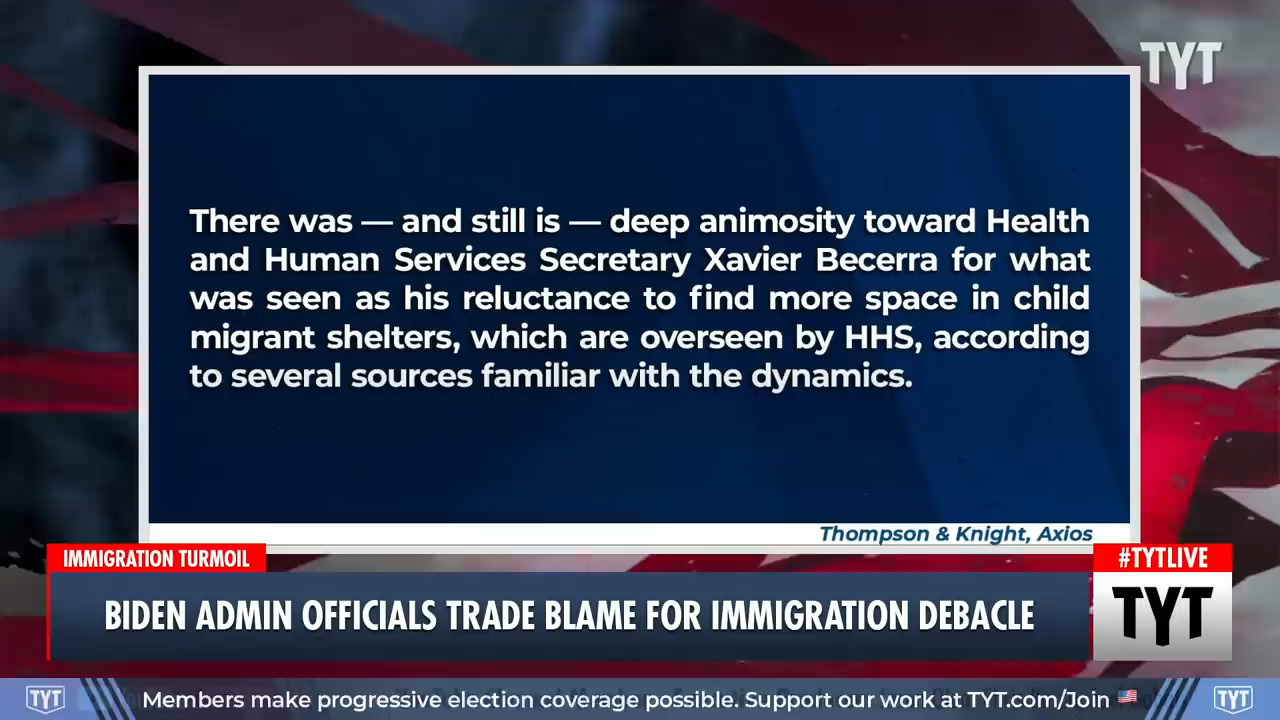 TYT
There was — and still is — deep animosity toward Health
and Human Services Secretary Xavier Becerra for what
was seen as his reluctance to find more space in child
migrant shelters, which are overseen by HHS, according
to several sources familiar with the dynamics.
Thompson & Knight, Axios
IMMIGRATION TURMOIL
#TYTLIVE
BIDEN ADMIN OFFICIALS TRADE BLAME FOR IMMIGRATION DEBACLE
TYT
TYT
Members make progressive election coverage possible. Support our work at TYT.com/Join 🇺🇸
TYT